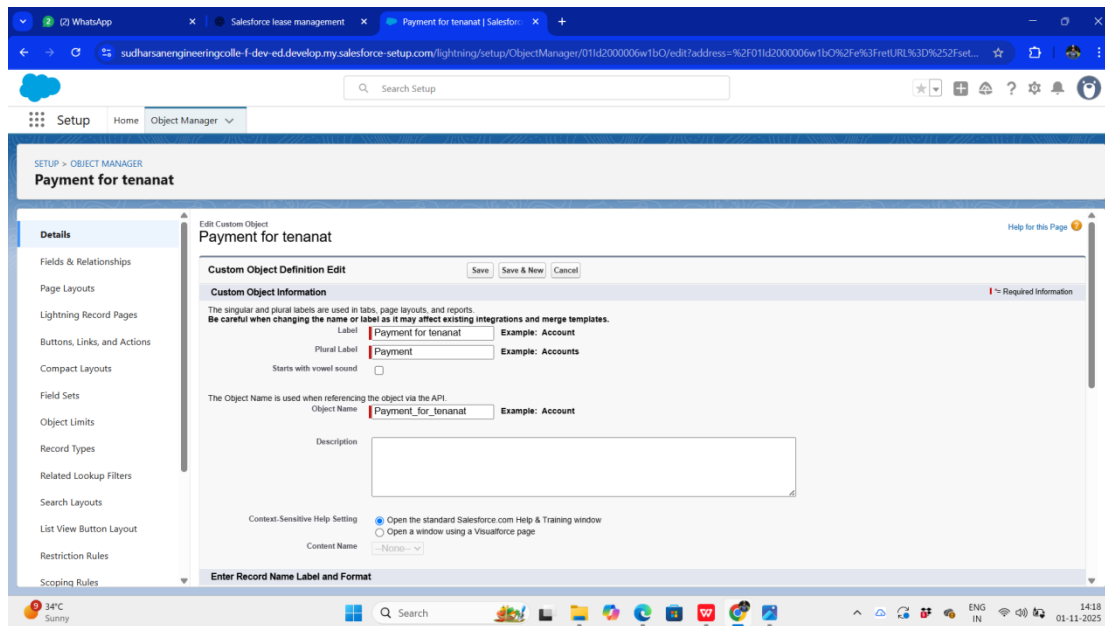 2 (2) WhatsApp
Salesforce lease management
Payment for tenanat | Salesforc
sudharsanengineeringcolle-f-dev-ed.develop.my.salesforce-setup.com/lightning/setup/ObjectManager/01Id2000006w1bO/edit?address=%2F01Id2000006w1bO%2Fe%3FretURL%3D%252Fset...
Search Setup
Setup Home Object Manager
SETUP > OBJECT MANAGER
Payment for tenanat
Details
Fields & Relationships
Page Layouts
Lightning Record Pages
Buttons, Links, and Actions
Compact Layouts
Field Sets
Object Limits
Record Types
Related Lookup Filters
Search Layouts
List View Button Layout
Restriction Rules
Scoping Rules
Edit Custom Object
Payment for tenanat
Help for this Page
Custom Object Definition Edit Save Save & New Cancel
Custom Object Information = Required Information
The singular and plural labels are used in tabs, page layouts, and reports.
Be careful when changing the name or label as it may affect existing integrations and merge templates.
Label Payment for tenanat Example: Account
Plural Label Payment Example: Accounts
Starts with vowel sound
The Object Name is used when referencing the object via the API.
Object Name Payment_for_tenanat Example: Account
Description
Context-Sensitive Help Setting Open the standard Salesforce.com Help & Training window
Open a window using a Visualforce page
Content Name --None--
Enter Record Name Label and Format
9 34°C
Sunny
Search
ENG
IN
14:18
01-11-2025